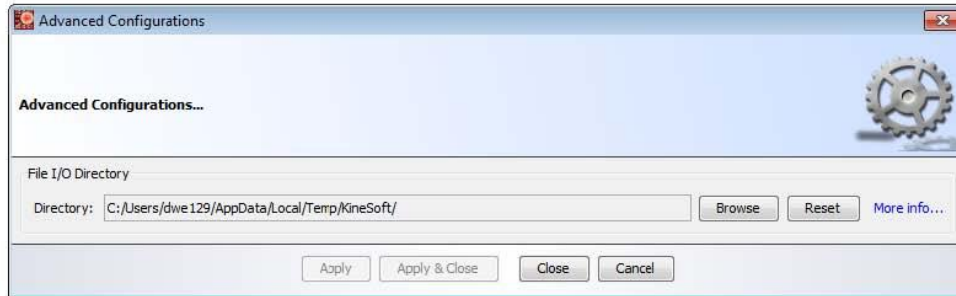 Advanced Configurations
Advanced Configurations...
File I/O Directory
Directory: C:/Users/dwe129/AppData/Local/Temp/KineSoft/ Browse Reset More info...
Apply Apply & Close Close Cancel